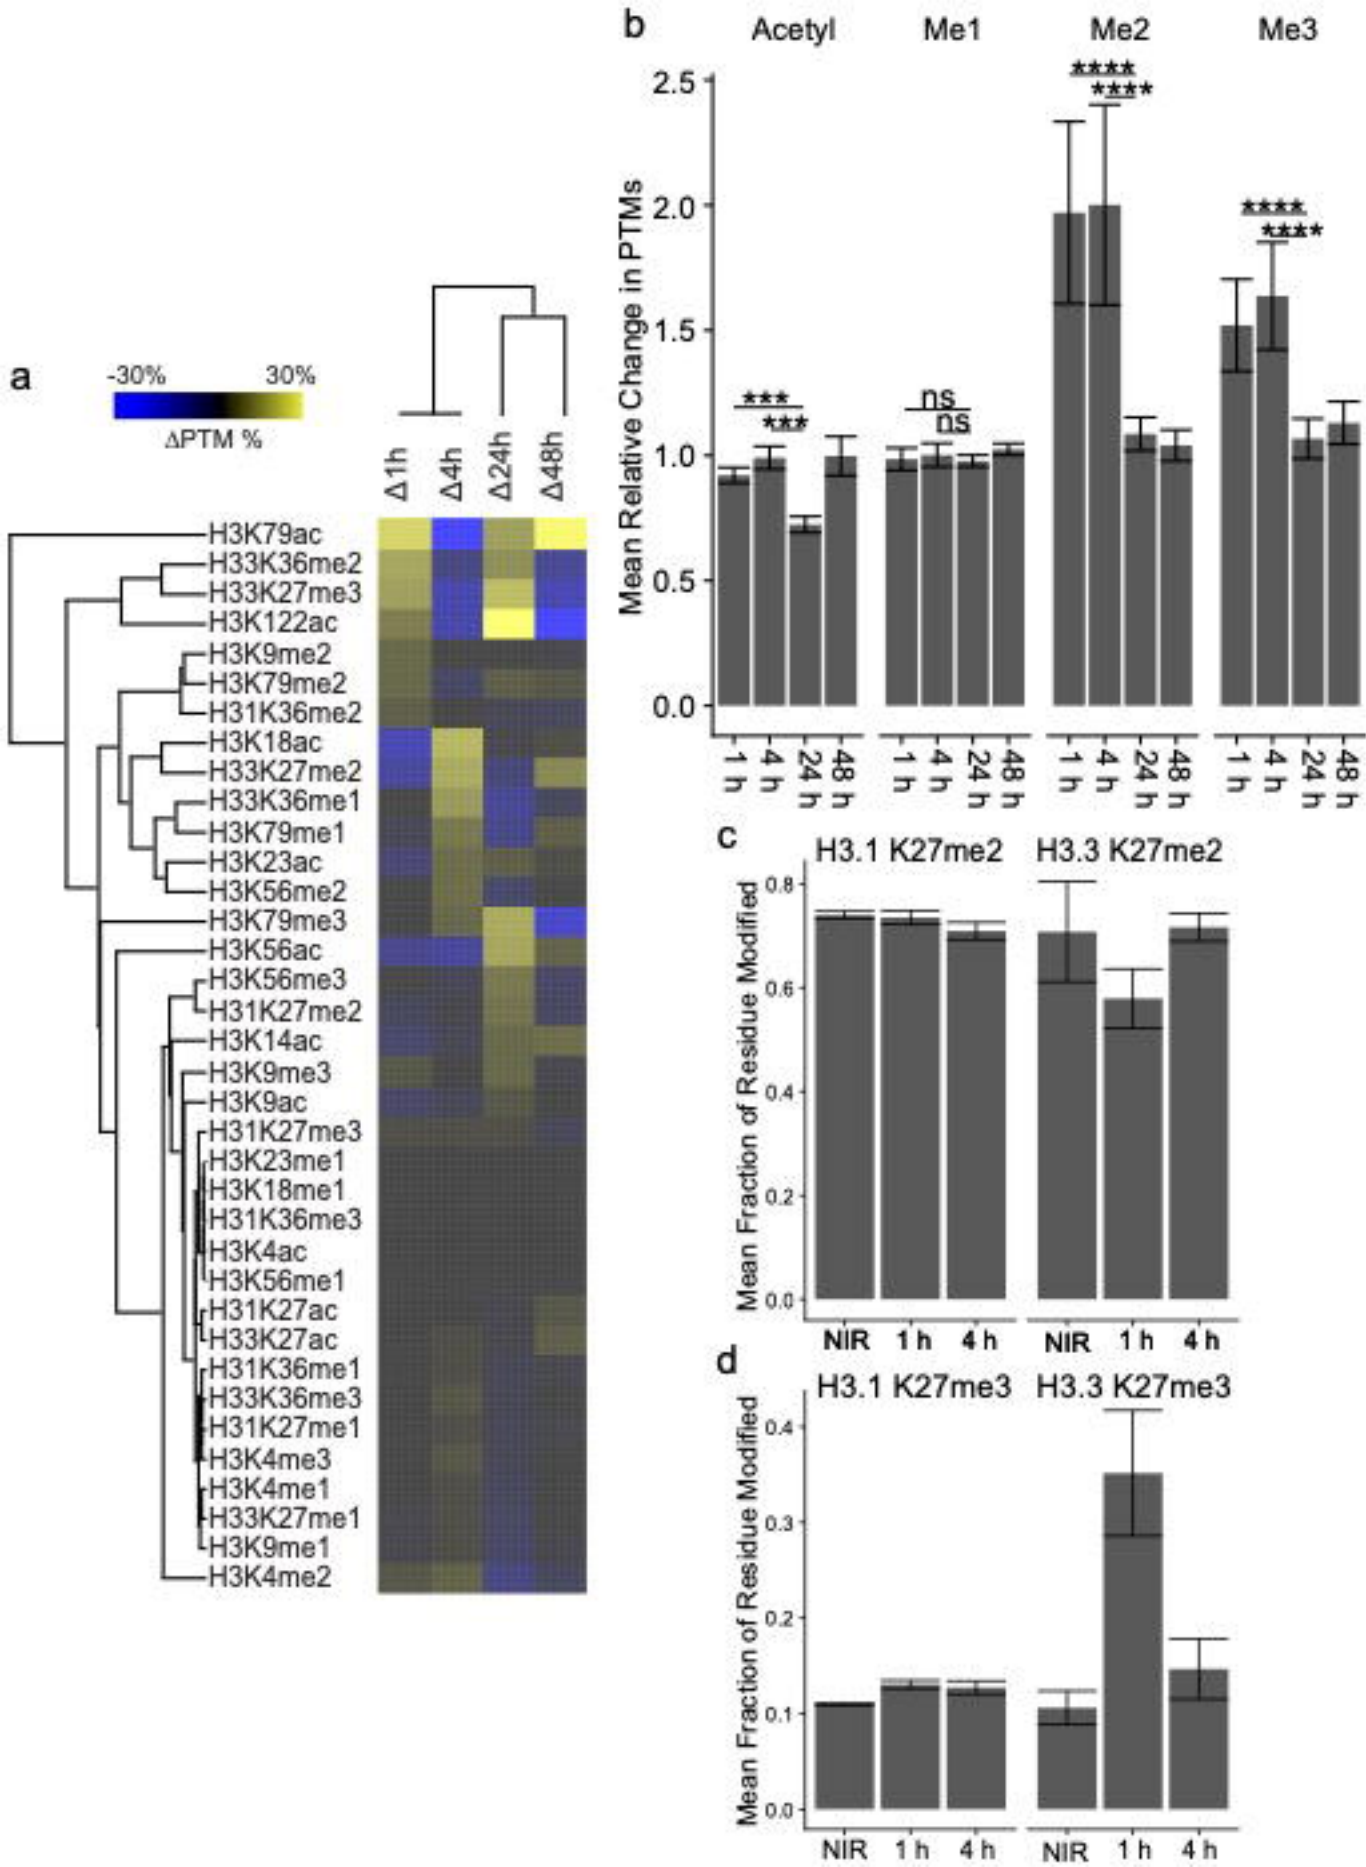 a
-30% 30%
ΔPTM %
Δ1h Δ4h Δ24h Δ48h
H3K79ac
H33K36me2
H33K27me3
H3K122ac
H3K9me2
H3K79me2
H31K36me2
H3K18ac
H33K27me2
H33K36me1
H3K79me1
H3K23ac
H3K56me2
H3K79me3
H3K56ac
H3K56me3
H31K27me2
H3K14ac
H3K9me3
H3K9ac
H31K27me3
H3K23me1
H3K18me1
H31K36me3
H3K4ac
H3K56me1
H31K27ac
H33K27ac
H31K36me1
H33K36me3
H31K27me1
H3K4me3
H3K4me1
H33K27me1
H3K9me1
H3K4me2
b
Acetyl Me1 Me2 Me3
Mean Relative Change in PTMs
2.5
2.0
1.5
1.0
0.5
0.0
***
***
ns
ns
****
****
****
****
1 h 4 h 24 h 48 h 1 h 4 h 24 h 48 h 1 h 4 h 24 h 48 h 1 h 4 h 24 h 48 h
c
H3.1 K27me2 H3.3 K27me2
Mean Fraction of Residue Modified
0.8
0.6
0.4
0.2
0.0
NIR 1 h 4 h NIR 1 h 4 h
d
H3.1 K27me3 H3.3 K27me3
Mean Fraction of Residue Modified
0.4
0.3
0.2
0.1
0.0
NIR 1 h 4 h NIR 1 h 4 h